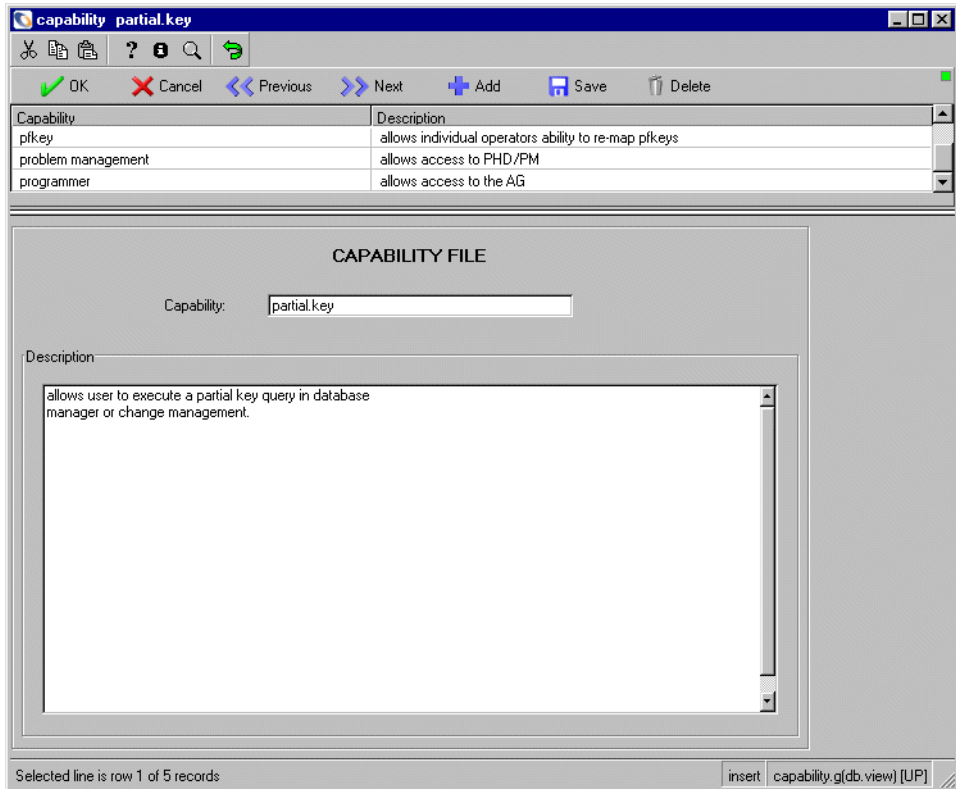 capability partial.key
OK Cancel Previous Next Add Save Delete
Capability Description
pfkey allows individual operators ability to re-map pfkeys
problem management allows access to PHD/PM
programmer allows access to the AG
CAPABILITY FILE
Capability: partial.key
Description
allows user to execute a partial key query in database
manager or change management.
Selected line is row 1 of 5 records insert capability.g(db.view) [UP]